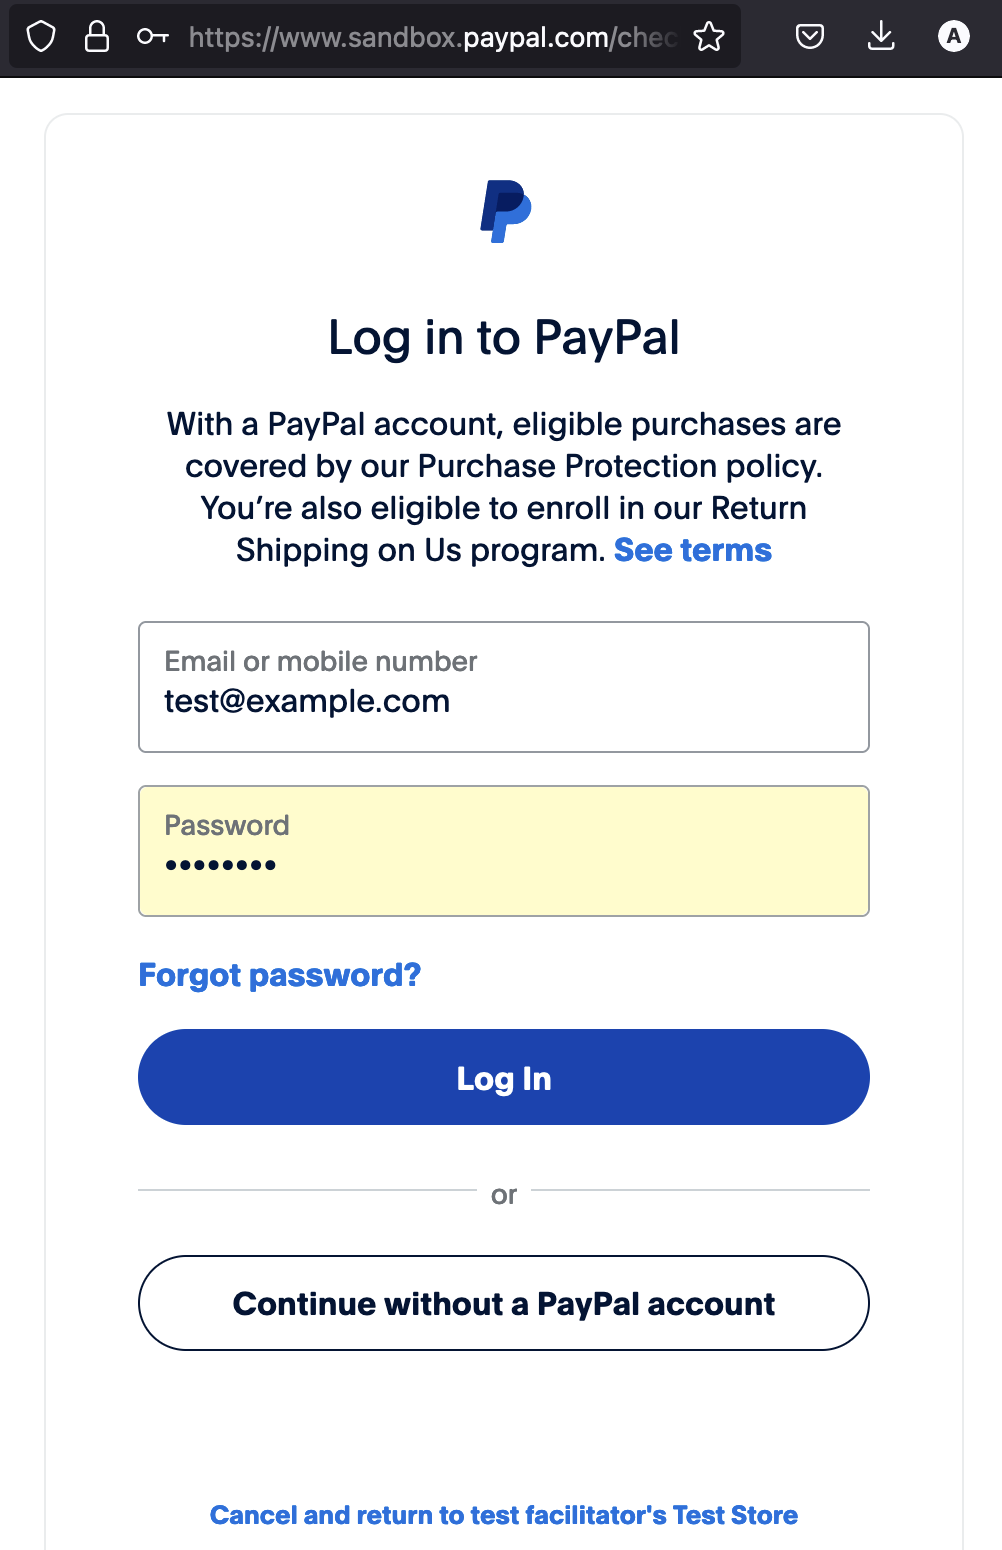 https://www.sandbox.paypal.com/chec
A
Log in to PayPal
With a PayPal account, eligible purchases are
covered by our Purchase Protection policy.
You’re also eligible to enroll in our Return
Shipping on Us program. See terms
Email or mobile number
test@example.com
Password
••••••••
Forgot password?
Log In
or
Continue without a PayPal account
Cancel and return to test facilitator's Test Store